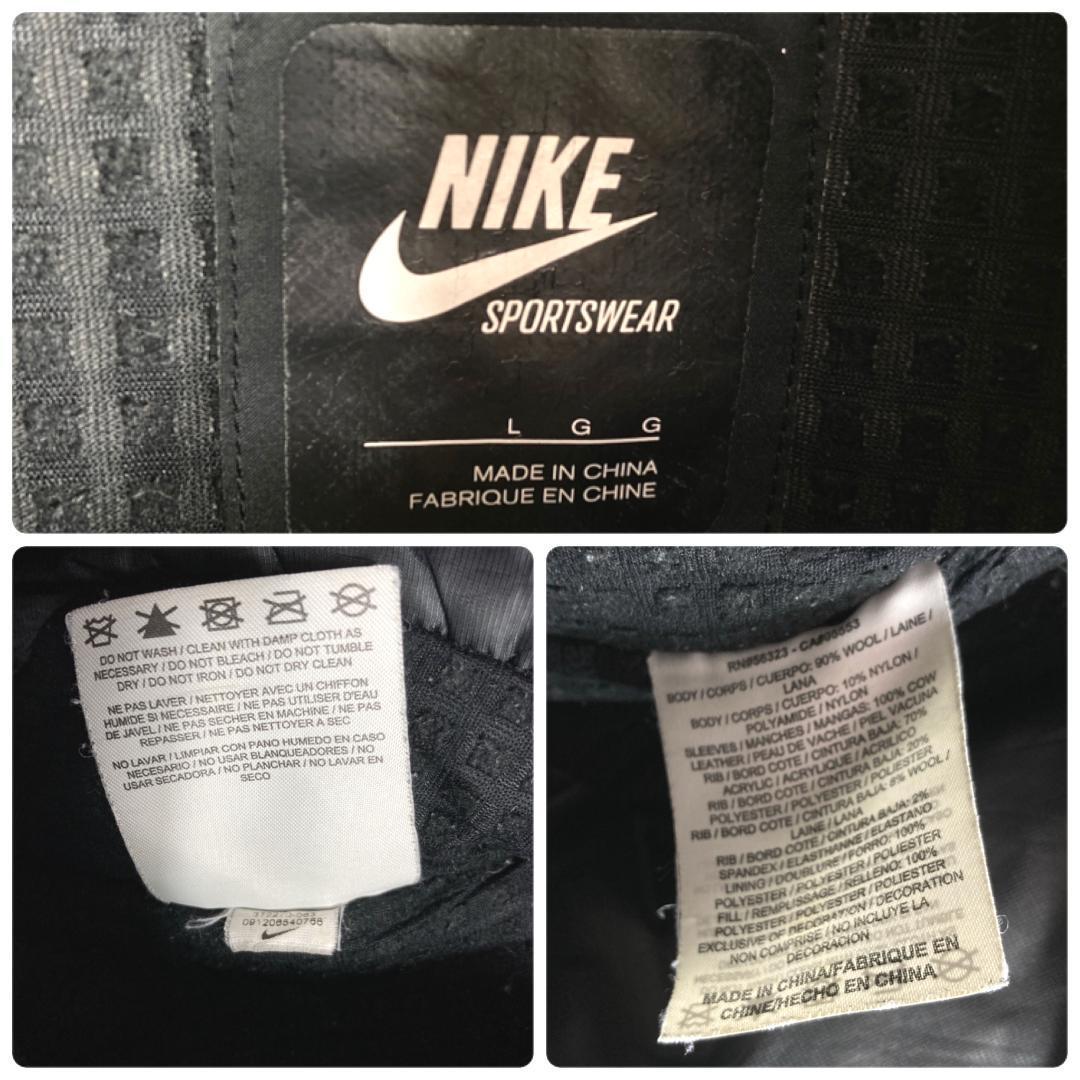 NIKE
SPORTSWEAR
L G G
MADE IN CHINA
FABRIQUE EN CHINE
DO NOT WASH / CLEAN WITH DAMP CLOTH AS
NECESSARY / DO NOT BLEACH / DO NOT TUMBLE
DRY / DO NOT IRON / DO NOT DRY CLEAN
NE PAS LAVER / NETTOYER AVEC UN CHIFFON
HUMIDE SI NECESSAIRE / NE PAS UTILISER D'EAU
DE JAVEL / NE PAS SECHER EN MACHINE / NE PAS
REPASSER / NE PAS NETTOYER A SEC
NO LAVAR / LIMPIAR CON PANO HUMEDO EN CASO
NECESARIO / NO USAR BLANQUEADORES / NO
USAR SECADORA / NO PLANCHAR / NO LAVAR EN
SECO
091206540766
RN#56323 - CA#05553
BODY / CORPS / CUERPO: 90% WOOL / LAINE /
LANA
BODY / CORPS / CUERPO: 10% NYLON /
POLYAMIDE / NYLON
SLEEVES / MANCHES / MANGAS: 100% COW
LEATHER / PEAU DE VACHE / PIEL VACUNA
RIB / BORD COTE / CINTURA BAJA: 70%
ACRYLIC / ACRYLIQUE / ACRILICO
RIB / BORD COTE / CINTURA BAJA: 20%
POLYESTER / POLYESTER / POLIESTER
RIB / BORD COTE / CINTURA BAJA: 8% WOOL /
LAINE / LANA
RIB / BORD COTE / CINTURA BAJA: 2%
SPANDEX / ELASTHANNE / ELASTANO
LINING / DOUBLURE / FORRO: 100%
POLYESTER / POLYESTER / POLIESTER
FILL / REMPLISSAGE / RELLENO: 100%
POLYESTER / POLYESTER / POLIESTER
EXCLUSIVE OF DECORATION / DECORATION
NON COMPRISE / NO INCLUYE LA
DECORACION
MADE IN CHINA/FABRIQUE EN
CHINE/HECHO EN CHINA